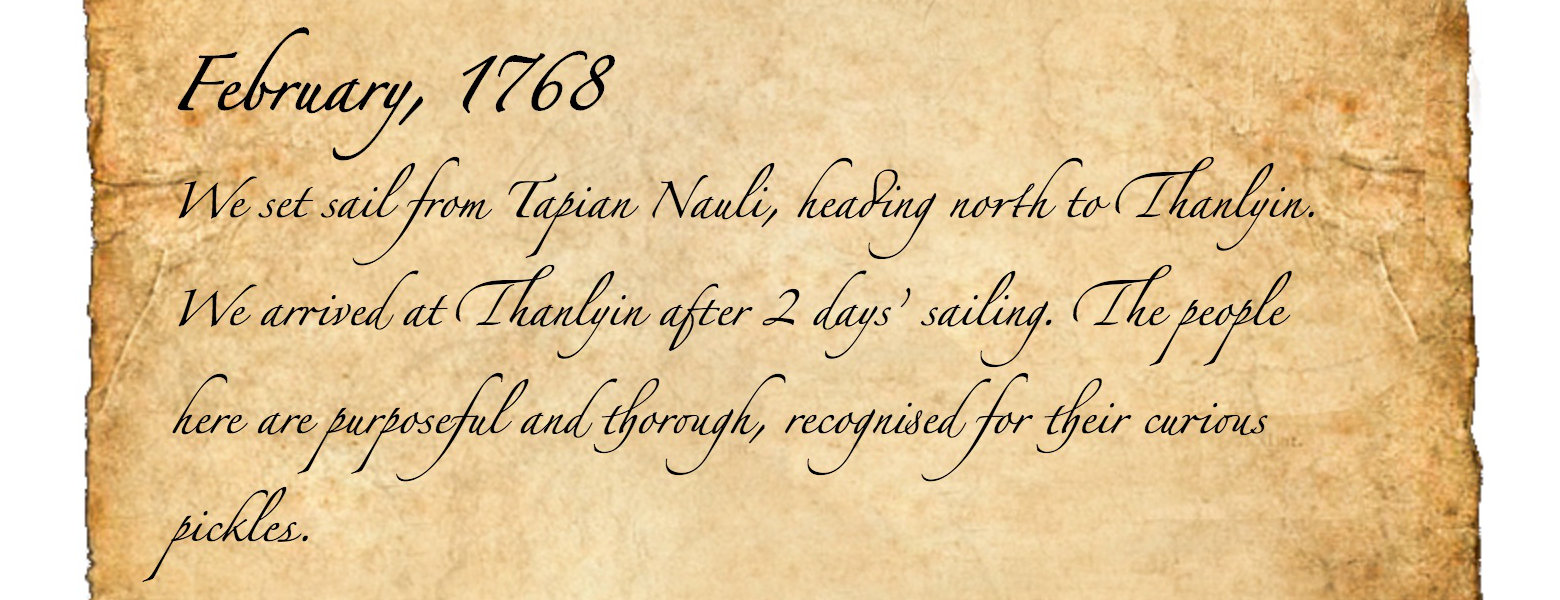 February, 1768
We set sail from Tapian Nauli, heading north to Thanlyin.
We arrived at Thanlyin after 2 days' sailing. The people
here are purposeful and thorough, recognised for their curious
pickles.